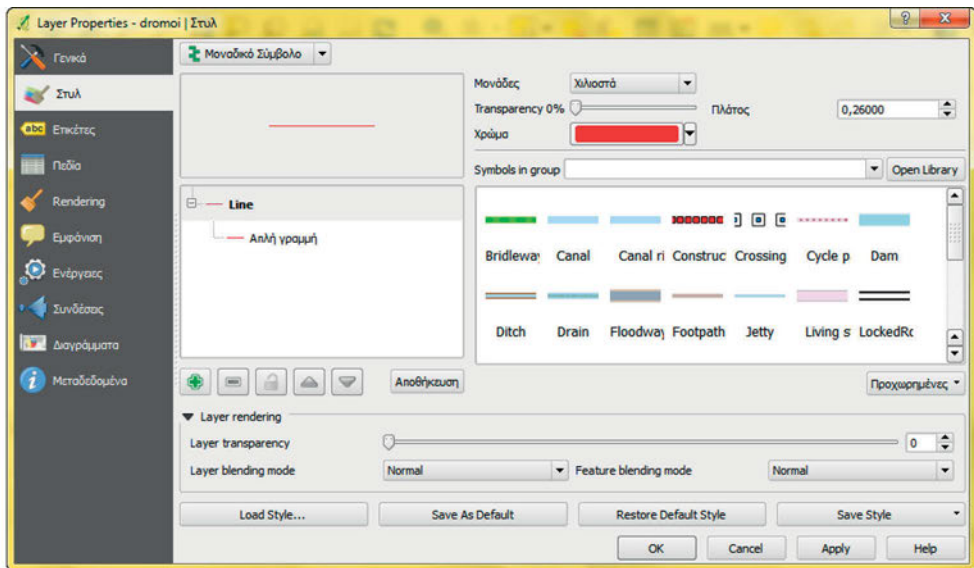 Layer Properties - dromoi | Στυλ
Γενικά
Στυλ
abc Ετικέτες
Πεδία
Rendering
Εμφάνιση
Ενέργειες
Συνδέσεις
Διαγράμματα
Μεταδεδομένα
Μοναδικό Σύμβολο
Μονάδες Χιλιοστά
Transparency 0% Πλάτος 0,26000
Χρώμα
Symbols in group Open Library
Line
Απλή γραμμή
Bridleway Canal Canal ri Construc Crossing Cycle p Dam
Ditch Drain Floodway Footpath Jetty Living s LockedRo
Αποθήκευση Προχωρημένες
Layer rendering
Layer transparency 0
Layer blending mode Normal Feature blending mode Normal
Load Style... Save As Default Restore Default Style Save Style
OK Cancel Apply Help